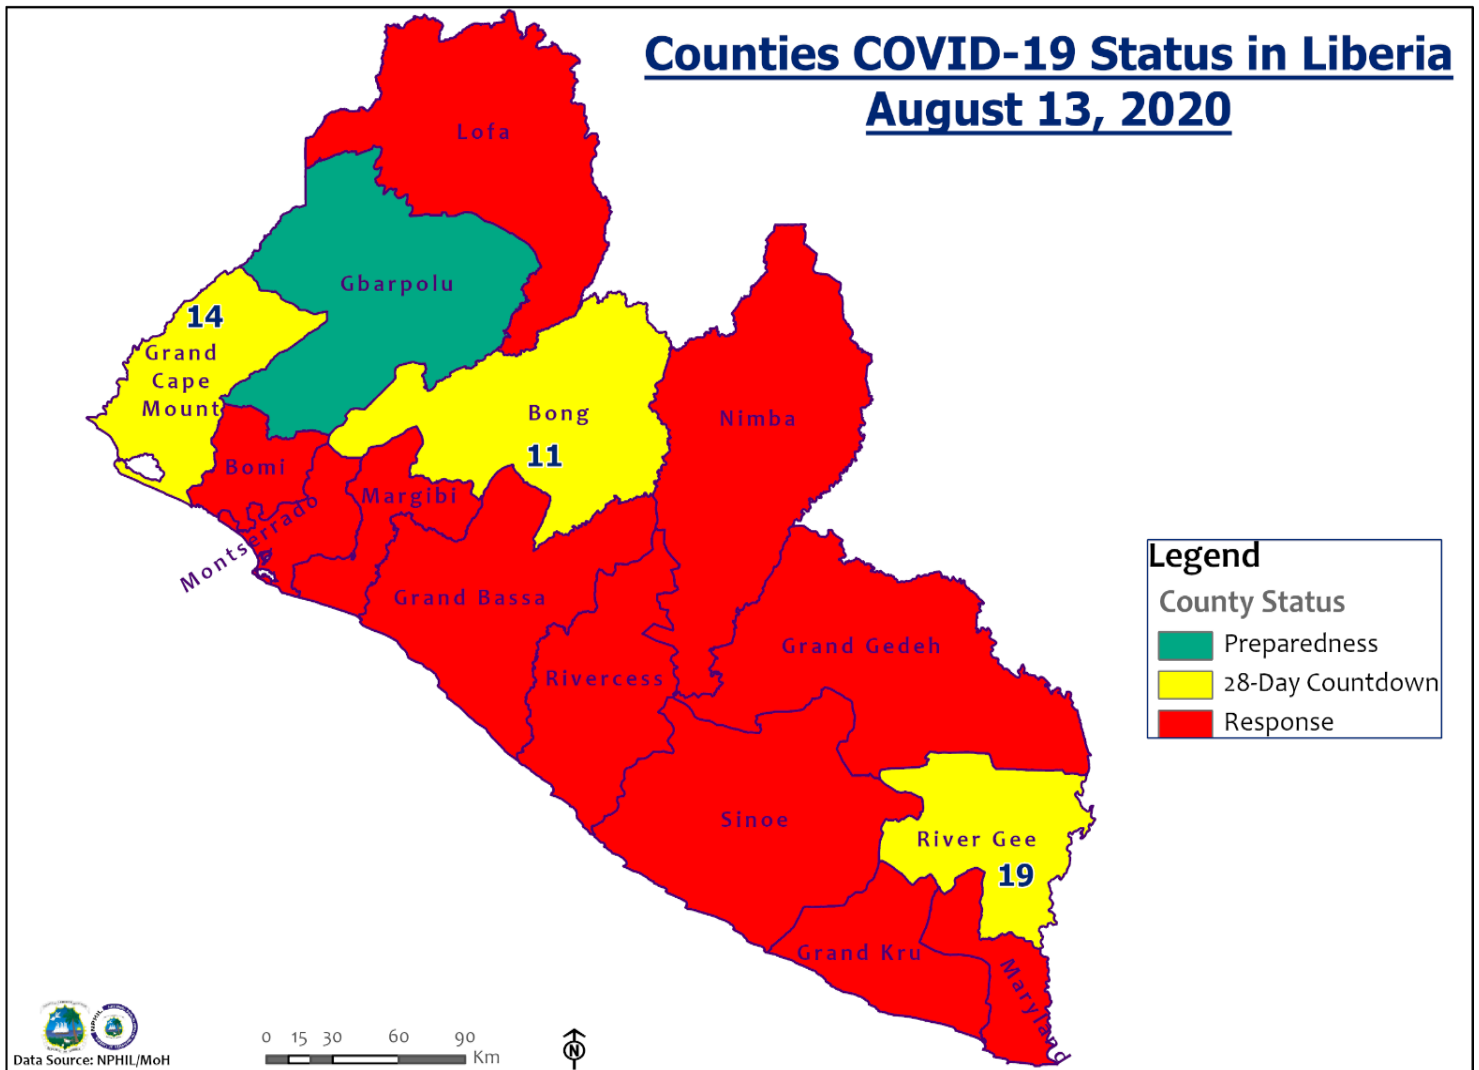 Counties COVID-19 Status in Liberia
August 13, 2020
Lofa
Gbarpolu
14
Grand
Cape
Mount
Bong
11
Nimba
Bomi
Margibi
Montserrado
Grand Bassa
Rivercess
Grand Gedeh
Sinoe
River Gee
19
Grand Kru
Maryland
Legend
County Status
Preparedness
28-Day Countdown
Response
0 15 30 60 90
Km
N
Data Source: NPHIL/MoH